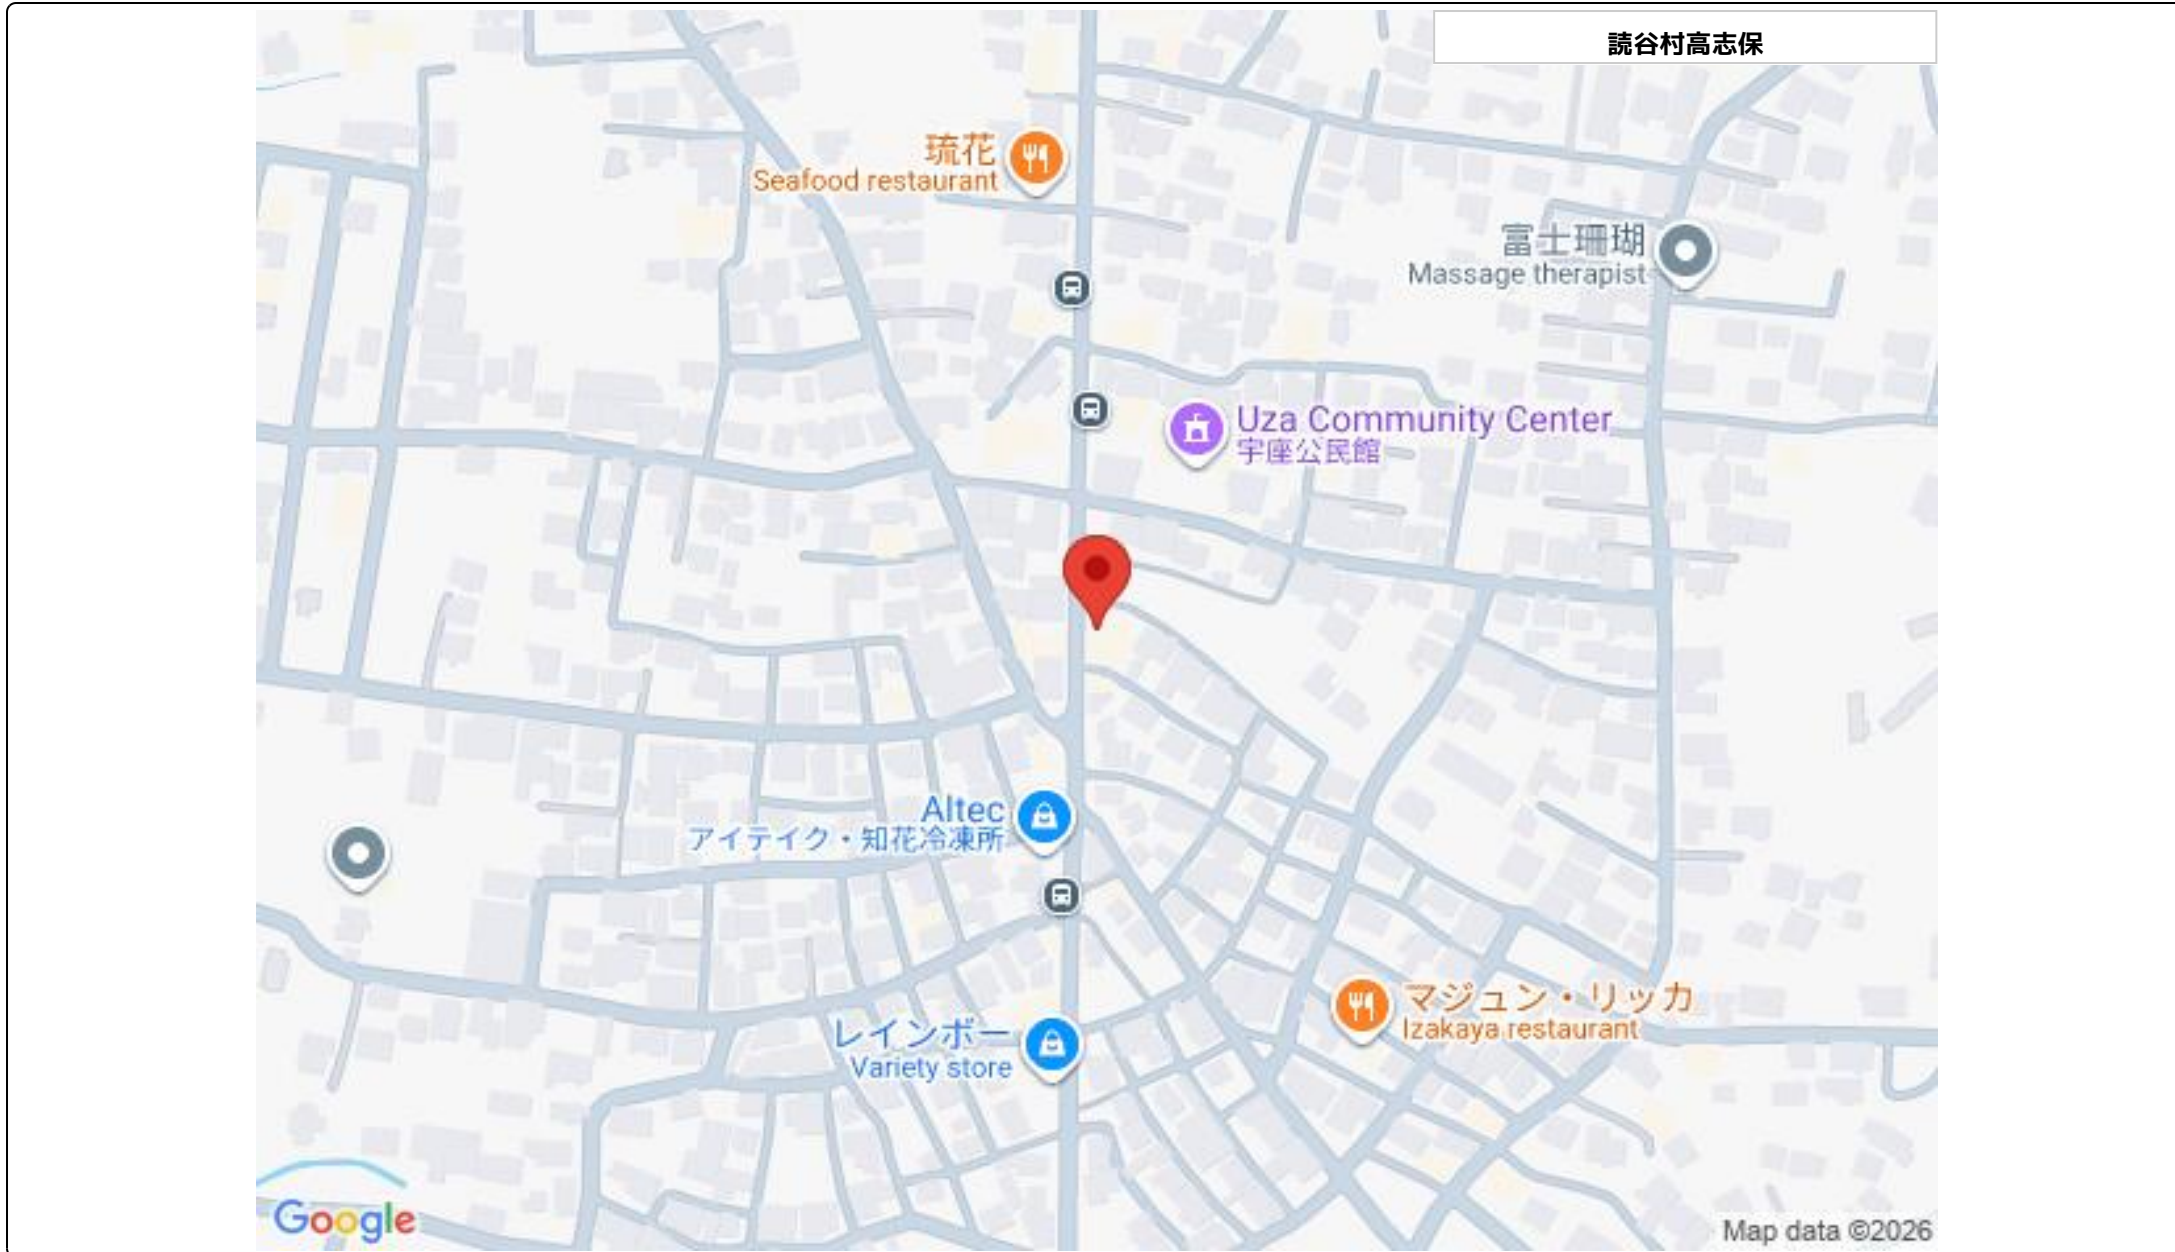 読谷村高志保
琉花
Seafood restaurant
富士珊瑚
Massage therapist
Uza Community Center
宇座公民館
Altec
アイテイク・知花冷凍所
マジュン・リッカ
Izakaya restaurant
レインボー
Variety store
Google
Map data ©2026